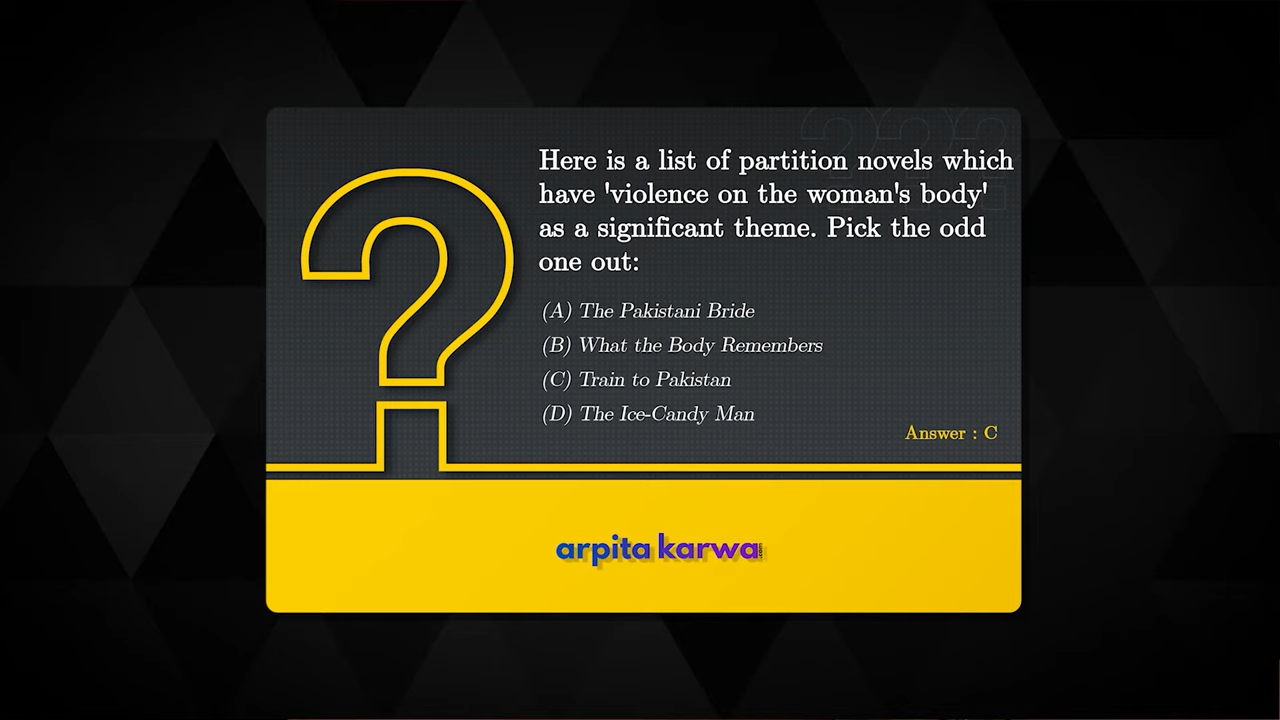 Here is a list of partition novels which
have 'violence on the woman's body'
as a significant theme. Pick the odd
one out:
(A) The Pakistani Bride
(B) What the Body Remembers
(C) Train to Pakistan
(D) The Ice-Candy Man
Answer : C
arpita karwa.com